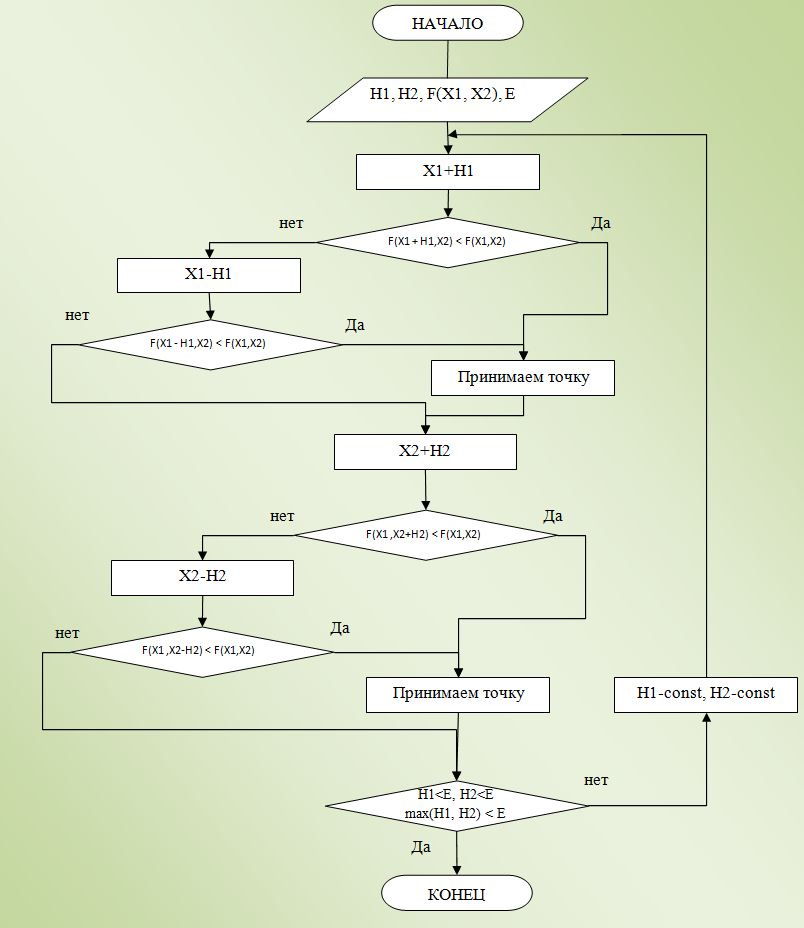 НАЧАЛО
H1, H2, F(X1, X2), E
X1+H1
нет
Да
F(X1 + H1,X2) < F(X1,X2)
X1-H1
нет
Да
F(X1 - H1,X2) < F(X1,X2)
Принимаем точку
X2+H2
нет
Да
F(X1 ,X2+H2) < F(X1,X2)
X2-H2
нет
Да
F(X1 ,X2-H2) < F(X1,X2)
Принимаем точку
H1-const, H2-const
H1<E, H2<E
max(H1, H2) < E
нет
Да
КОНЕЦ